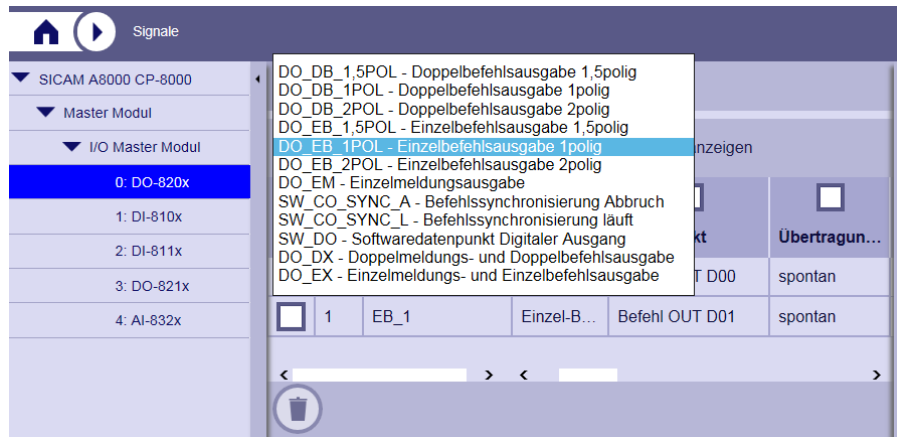 Signale
SICAM A8000 CP-8000
Master Modul
I/O Master Modul
0: DO-820x
1: DI-810x
2: DI-811x
3: DO-821x
4: AI-832x
DO_DB_1,5POL - Doppelbefehlsausgabe 1,5polig
DO_DB_1POL - Doppelbefehlsausgabe 1polig
DO_DB_2POL - Doppelbefehlsausgabe 2polig
DO_EB_1,5POL - Einzelbefehlsausgabe 1,5polig
DO_EB_1POL - Einzelbefehlsausgabe 1polig
DO_EB_2POL - Einzelbefehlsausgabe 2polig
DO_EM - Einzelmeldungsausgabe
SW_CO_SYNC_A - Befehlssynchronisierung Abbruch
SW_CO_SYNC_L - Befehlssynchronisierung läuft
SW_DO - Softwaredatenpunkt Digitaler Ausgang
DO_DX - Doppelmeldungs- und Doppelbefehlsausgabe
DO_EX - Einzelmeldungs- und Einzelbefehlsausgabe
nzeigen
kt Übertragun...
T D00 spontan
1 EB_1 Einzel-B... Befehl OUT D01 spontan